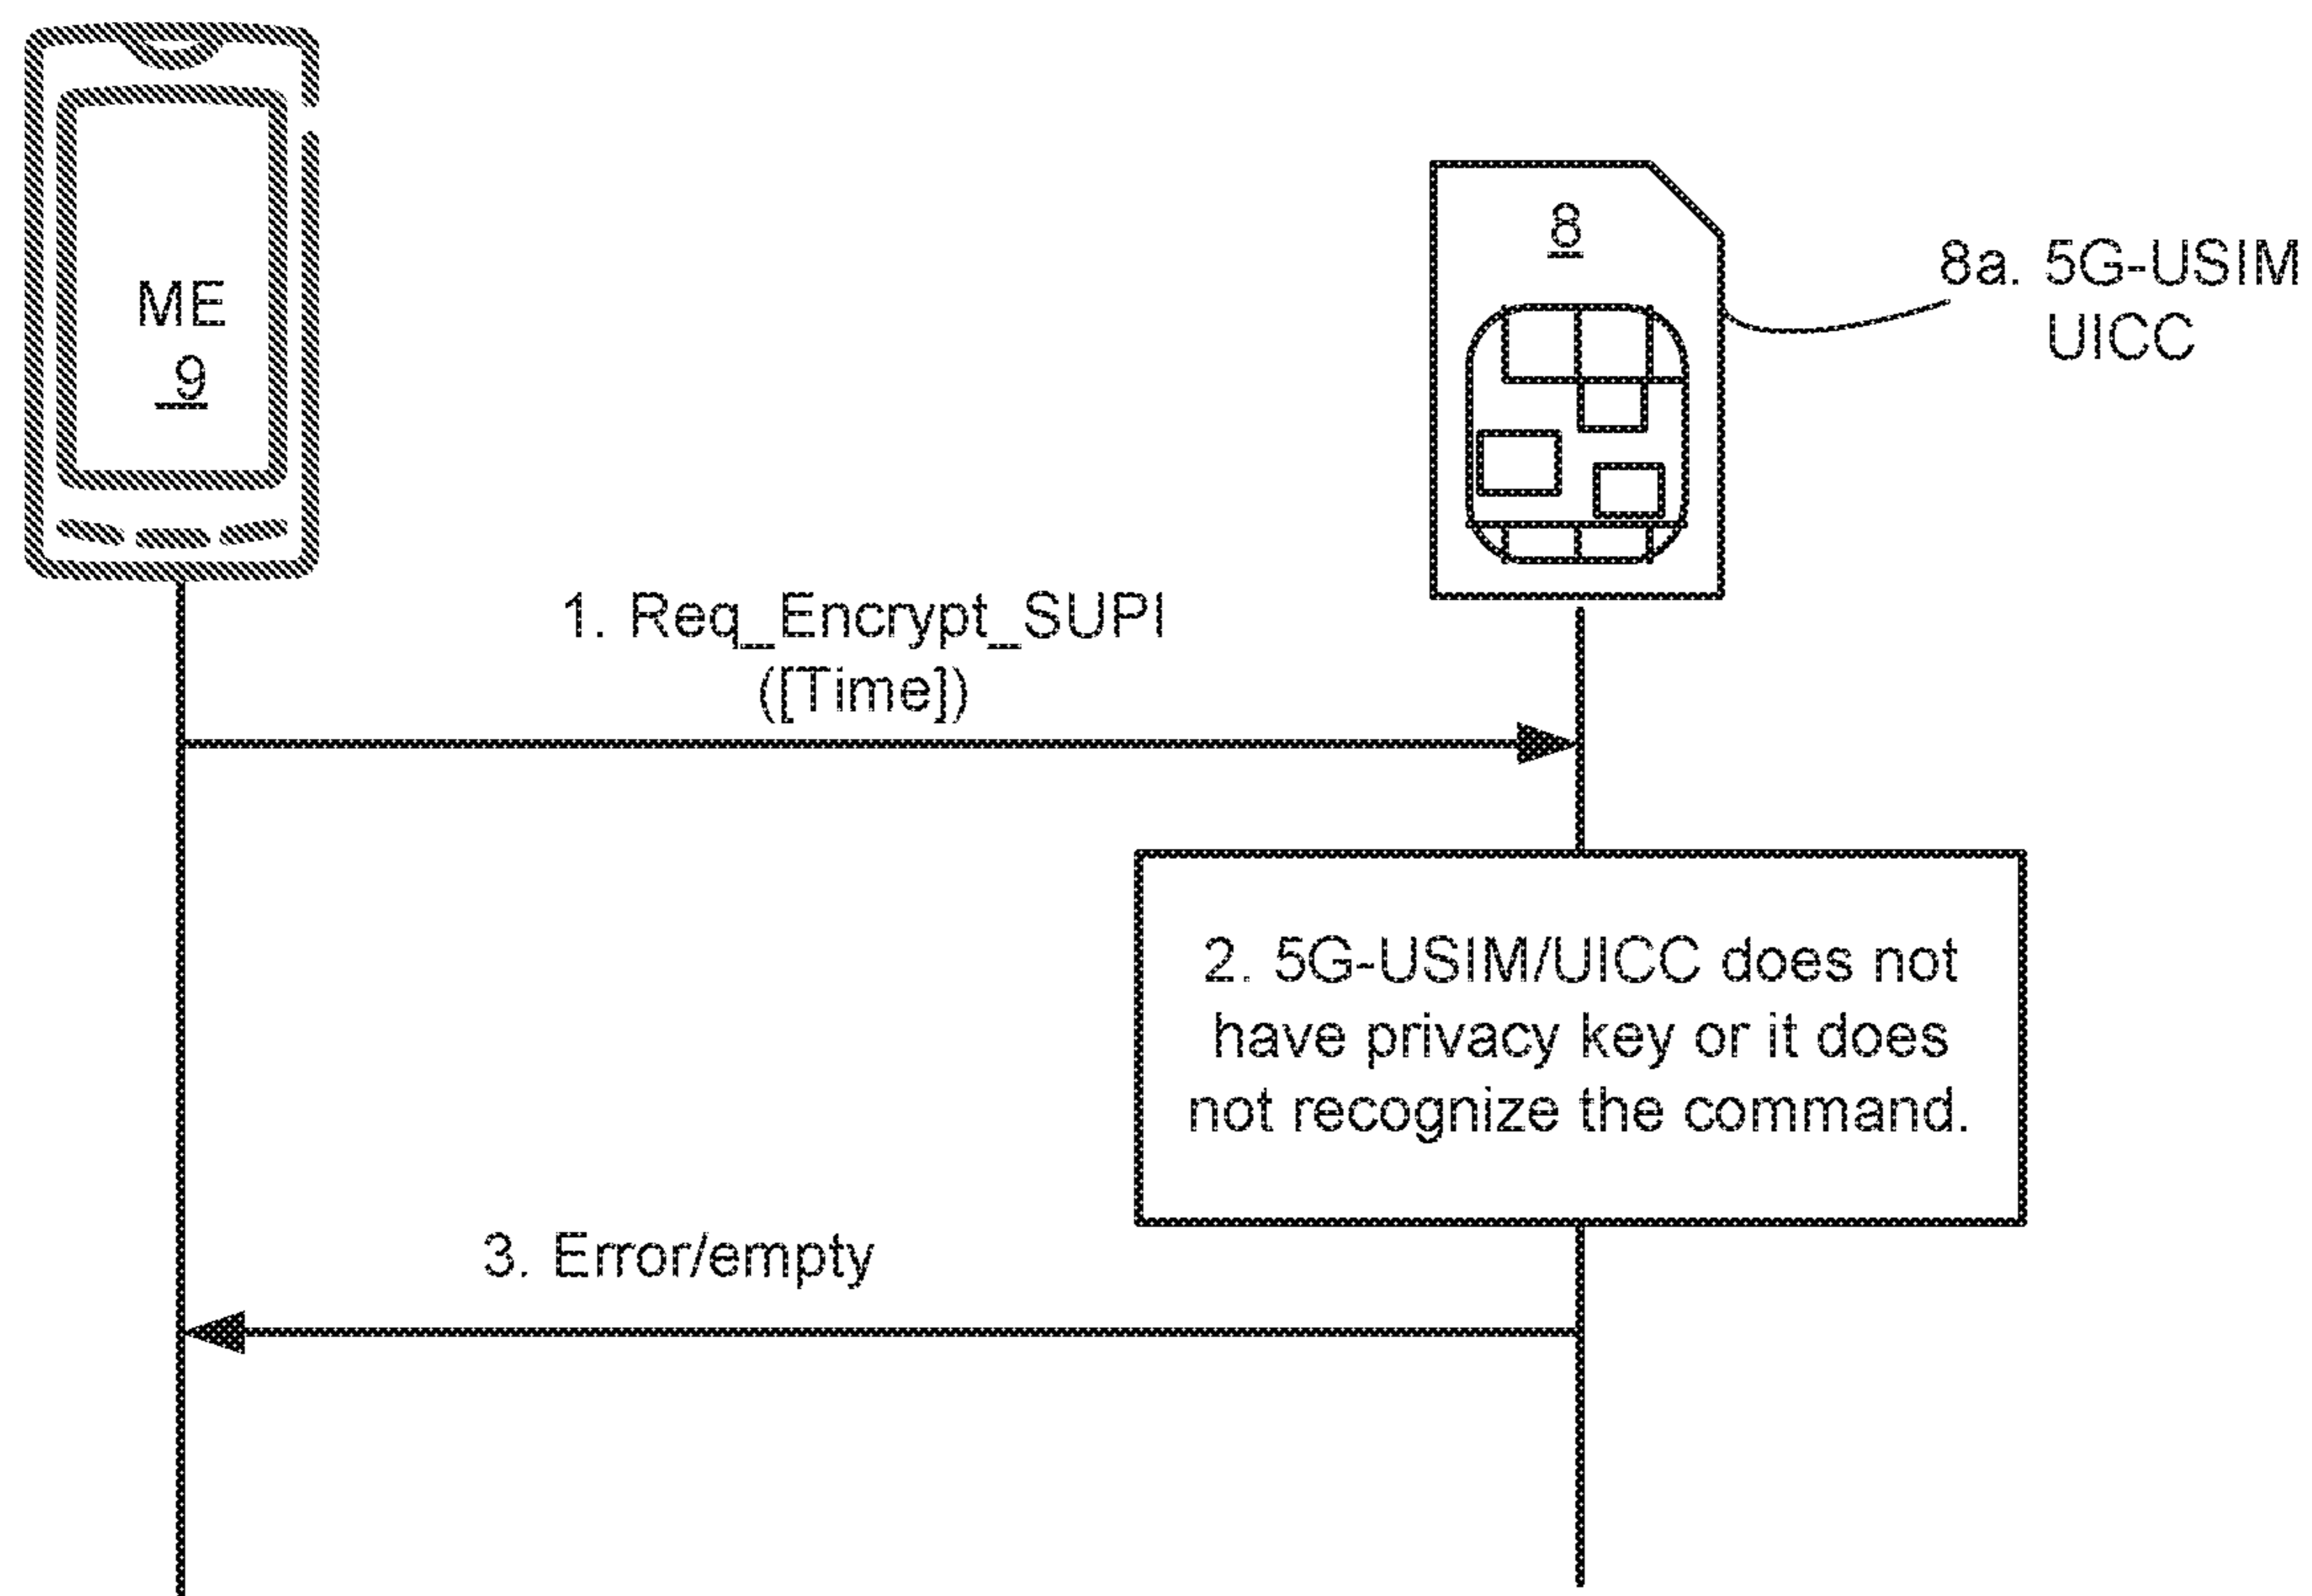 ME
9
8
8a. 5G-USIM
UICC
1. Req_Encrypt_SUPI
([Time])
2. 5G-USIM/UICC does not
have privacy key or it does
not recognize the command.
3. Error/empty